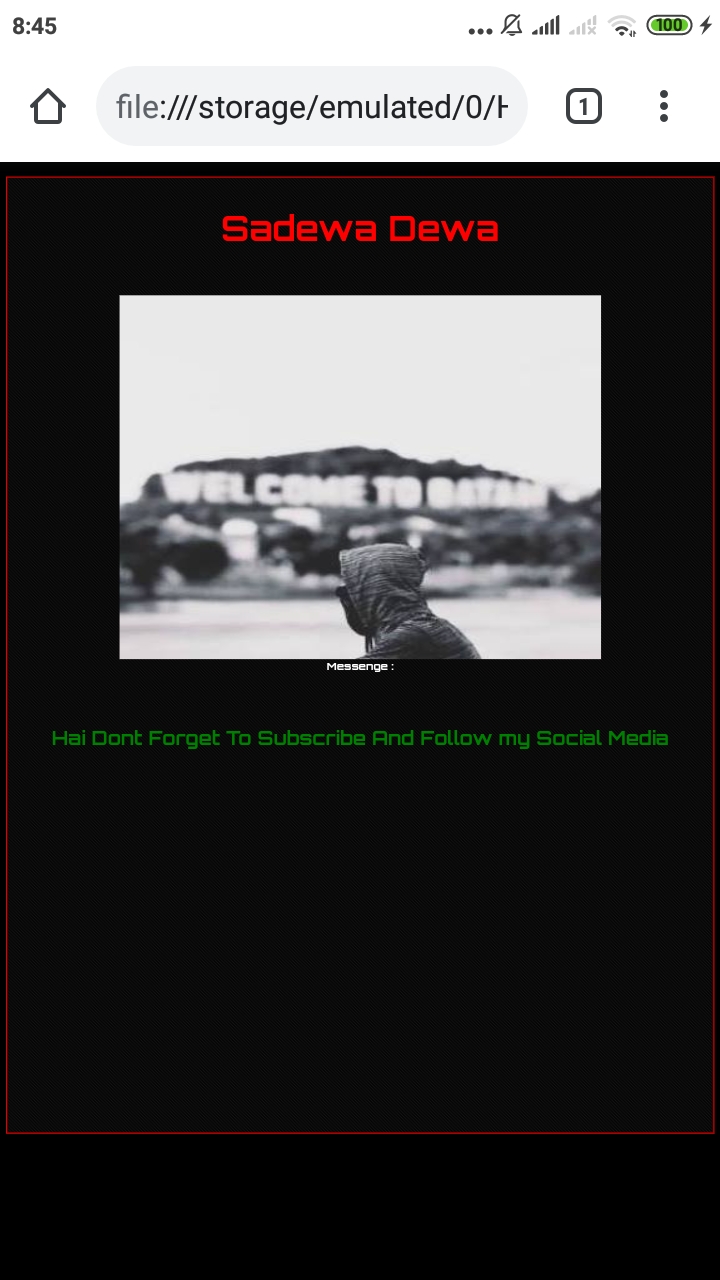 8:45
100
file:///storage/emulated/0/H
1
Sadewa Dewa
WELCOME TO BATAM
Messenge :
Hai Dont Forget To Subscribe And Follow my Social Media